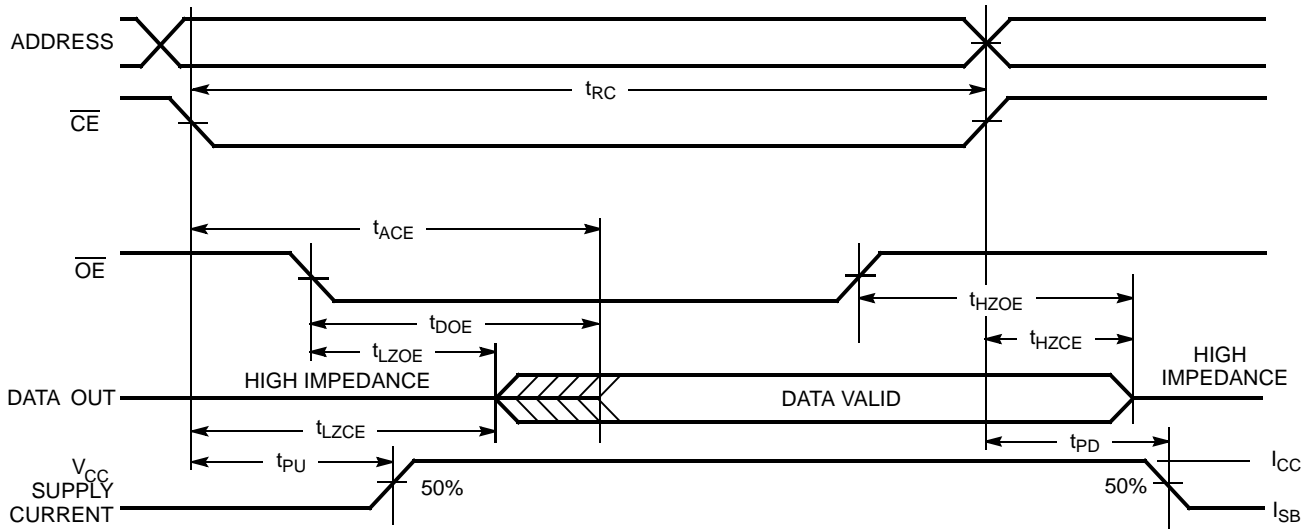 ADDRESS
tRC
CE
tACE
OE
tHZOE
tDOE
tHZCE
tLZOE
HIGH IMPEDANCE
HIGH
IMPEDANCE
DATA OUT
DATA VALID
tLZCE
tPD
tPU
VCC
SUPPLY
CURRENT
50%
50%
ICC
ISB